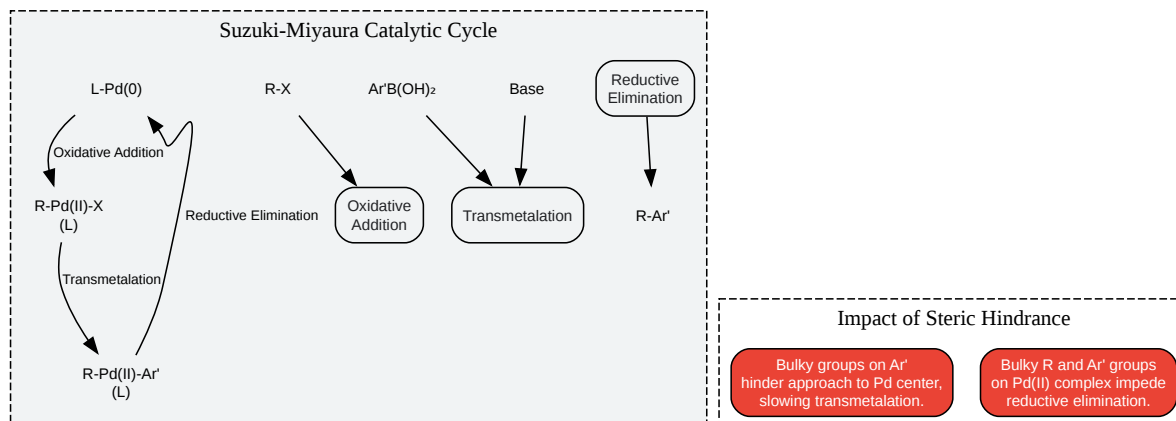 Suzuki-Miyaura Catalytic Cycle
L-Pd(0)
R-X
Ar'B(OH)₂
Base
Reductive
Elimination
Oxidative Addition
R-Pd(II)-X
(L)
Reductive Elimination
Oxidative
Addition
Transmetalation
R-Ar'
Transmetalation
R-Pd(II)-Ar'
(L)
Impact of Steric Hindrance
Bulky groups on Ar'
hinder approach to Pd center,
slowing transmetalation.
Bulky R and Ar' groups
on Pd(II) complex impede
reductive elimination.